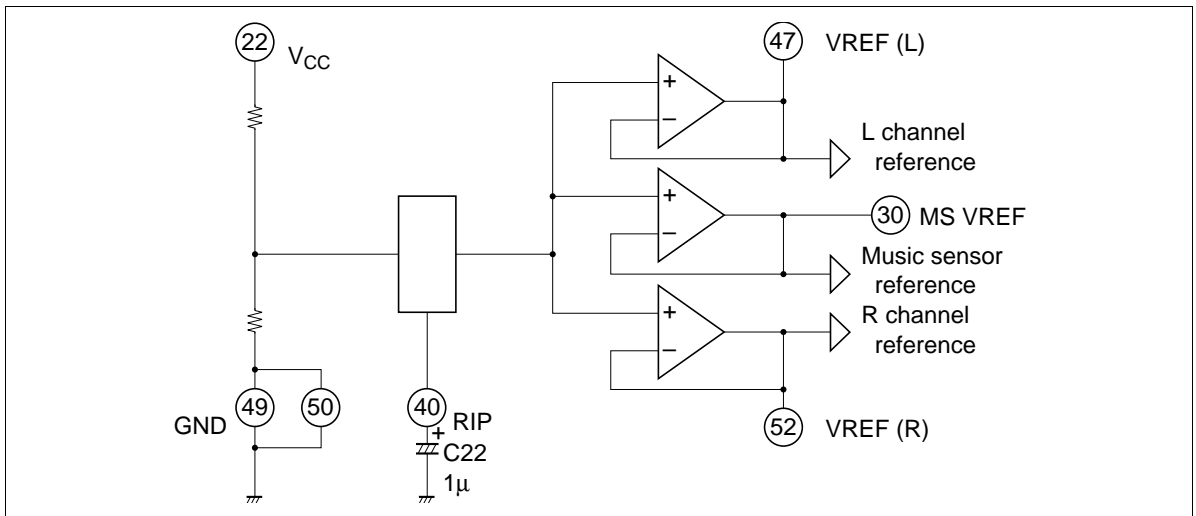 22
VCC
+
−
47
VREF (L)
L channel
reference
+
−
30
MS VREF
Music sensor
reference
+
−
R channel
reference
52
VREF (R)
GND
49
50
40
RIP
+
C22
1μ